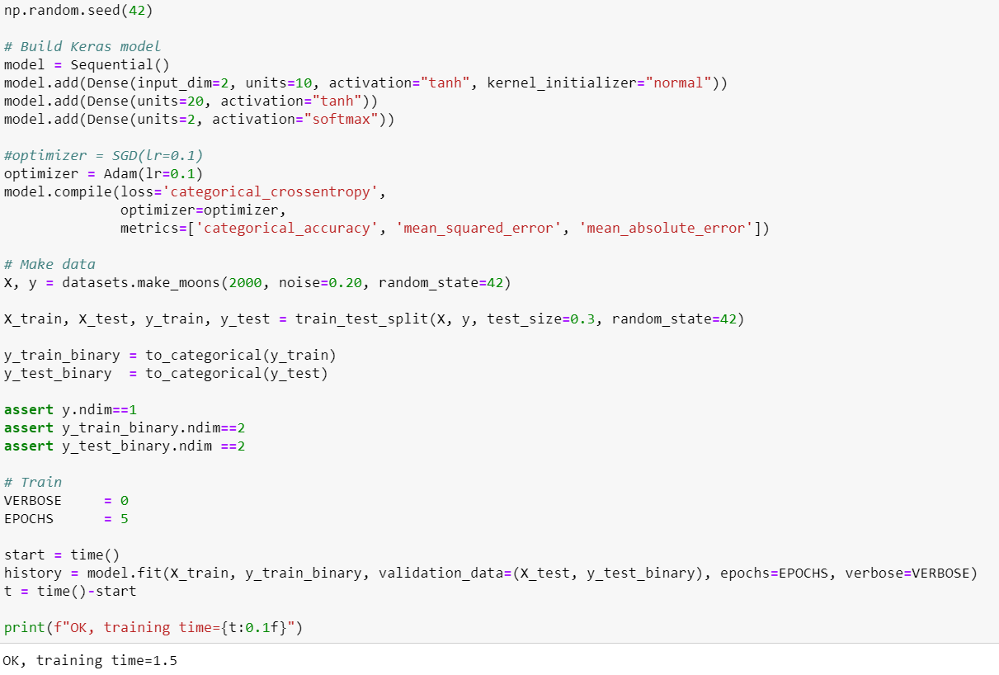 np.random.seed(42)

# Build Keras model
model = Sequential()
model.add(Dense(input_dim=2, units=10, activation="tanh", kernel_initializer="normal"))
model.add(Dense(units=20, activation="tanh"))
model.add(Dense(units=2, activation="softmax"))

#optimizer = SGD(lr=0.1)
optimizer = Adam(lr=0.1)
model.compile(loss='categorical_crossentropy',
              optimizer=optimizer,
              metrics=['categorical_accuracy', 'mean_squared_error', 'mean_absolute_error'])

# Make data
X, y = datasets.make_moons(2000, noise=0.20, random_state=42)

X_train, X_test, y_train, y_test = train_test_split(X, y, test_size=0.3, random_state=42)

y_train_binary = to_categorical(y_train)
y_test_binary  = to_categorical(y_test)

assert y.ndim==1
assert y_train_binary.ndim==2
assert y_test_binary.ndim ==2

# Train
VERBOSE     = 0
EPOCHS      = 5

start = time()
history = model.fit(X_train, y_train_binary, validation_data=(X_test, y_test_binary), epochs=EPOCHS, verbose=VERBOSE)
t = time()-start

print(f"OK, training time={t:0.1f}")
OK, training time=1.5